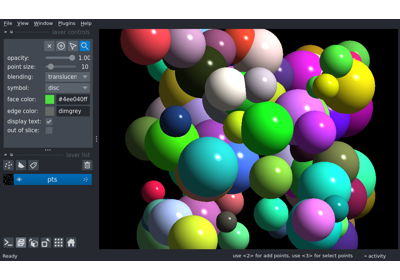 File View Window Plugins Help
layer controls
opacity: 1.00
point size: 10
blending: translucen
symbol: disc
face color: #4ee040ff
edge color: dimgrey
display text:
out of slice:
layer list
pts
Ready
use <2> for add points, use <3> for select points
activity